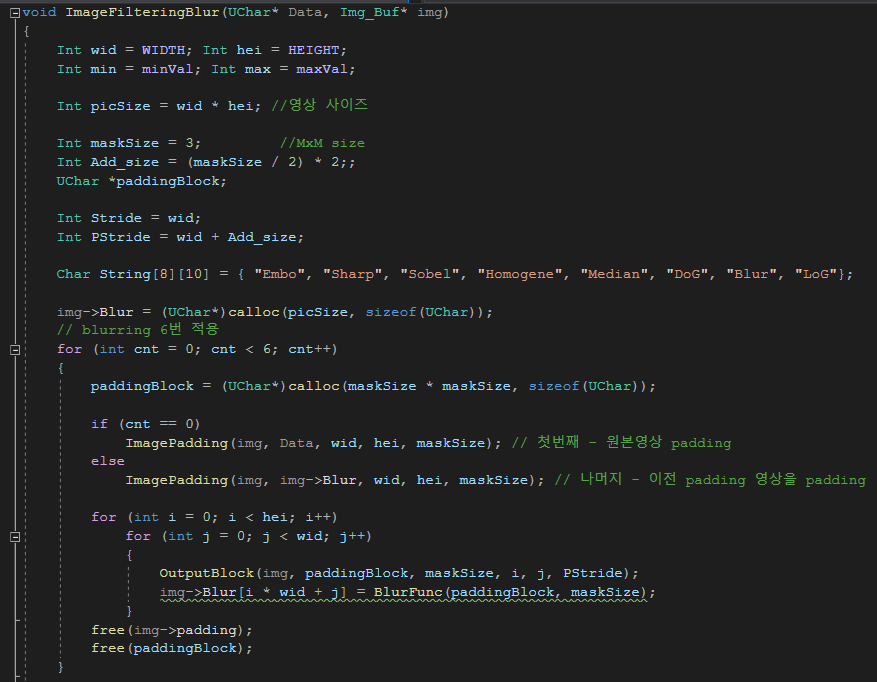 void ImageFilteringBlur(UChar* Data, Img_Buf* img)
{
Int wid = WIDTH; Int hei = HEIGHT;
Int min = minVal; Int max = maxVal;
Int picSize = wid * hei; //영상 사이즈
Int maskSize = 3; //MxM size
Int Add_size = (maskSize / 2) * 2;;
UChar *paddingBlock;
Int Stride = wid;
Int PStride = wid + Add_size;
Char String[8][10] = { "Embo", "Sharp", "Sobel", "Homogene", "Median", "DoG", "Blur", "LoG"};
img->Blur = (UChar*)calloc(picSize, sizeof(UChar));
// blurring 6번 적용
for (int cnt = 0; cnt < 6; cnt++)
{
paddingBlock = (UChar*)calloc(maskSize * maskSize, sizeof(UChar));
if (cnt == 0)
ImagePadding(img, Data, wid, hei, maskSize); // 첫번째 - 원본영상 padding
else
ImagePadding(img, img->Blur, wid, hei, maskSize); // 나머지 - 이전 padding 영상을 padding
for (int i = 0; i < hei; i++)
for (int j = 0; j < wid; j++)
{
OutputBlock(img, paddingBlock, maskSize, i, j, PStride);
img->Blur[i * wid + j] = BlurFunc(paddingBlock, maskSize);
}
free(img->padding);
free(paddingBlock);
}